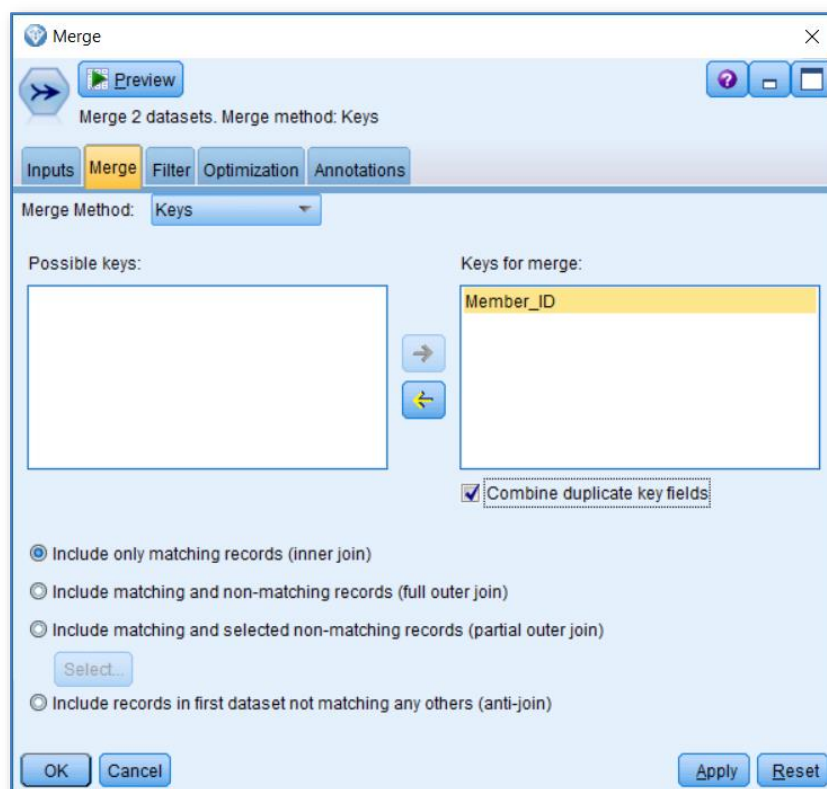 Merge
Preview
Merge 2 datasets. Merge method: Keys
Inputs Merge Filter Optimization Annotations
Merge Method: Keys
Possible keys: Keys for merge:
Member_ID
Combine duplicate key fields
Include only matching records (inner join)
Include matching and non-matching records (full outer join)
Include matching and selected non-matching records (partial outer join)
Select...
Include records in first dataset not matching any others (anti-join)
OK Cancel Apply Reset